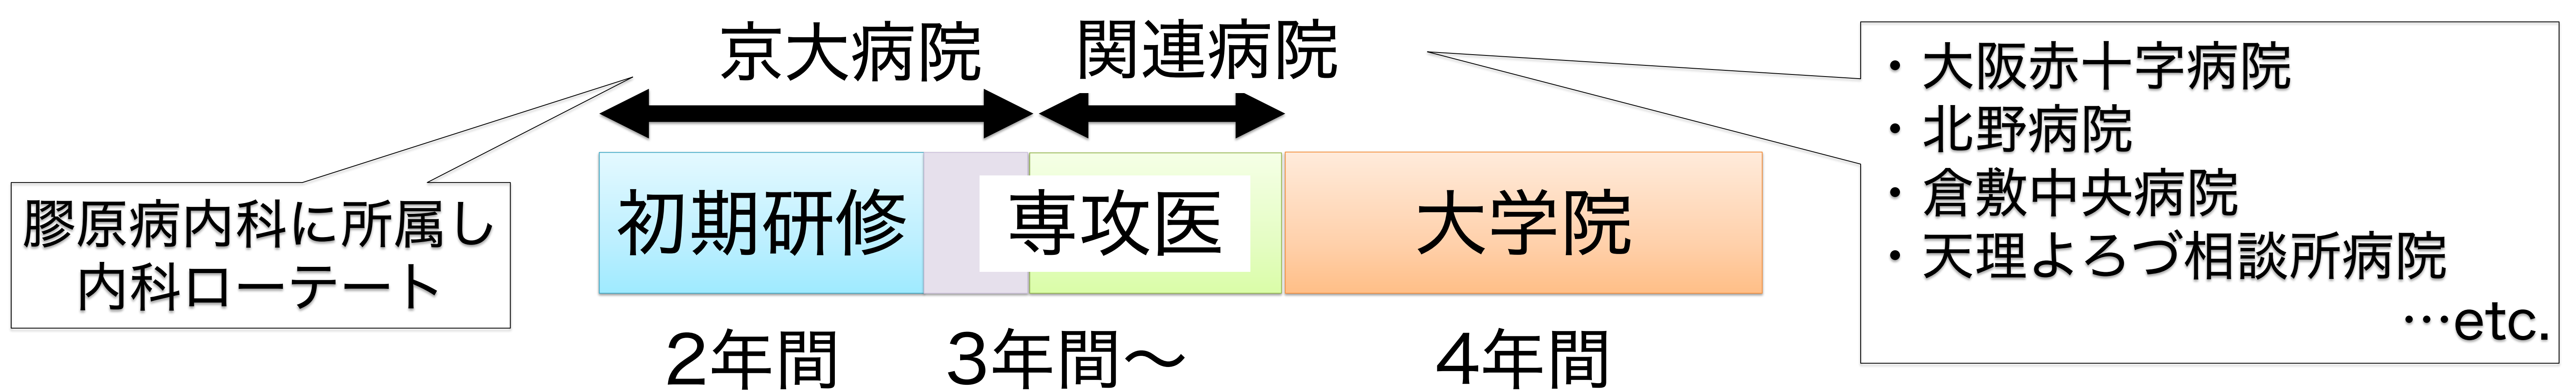 京大病院
関連病院
膠原病内科に所属し
内科ローテート
初期研修
専攻医
大学院
2年間
3年間～
4年間
・大阪赤十字病院
・北野病院
・倉敷中央病院
・天理よろづ相談所病院
…etc.